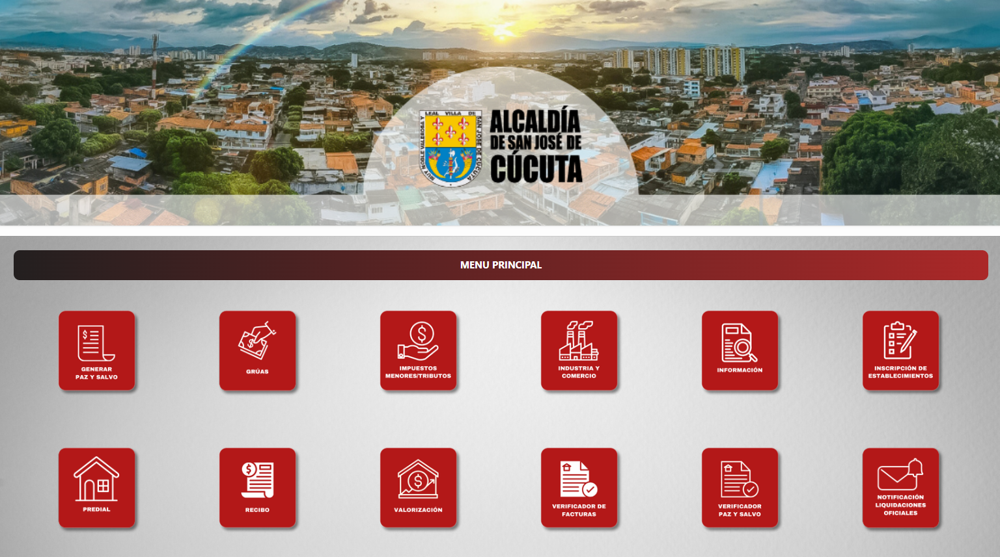 MUY NOBLE VALEROSA Y LEAL VILLA DE SAN JOSE DE CUCUTA
ALCALDÍA
DE SAN JOSÉ DE
CÚCUTA
MENU PRINCIPAL
GENERAR
PAZ Y SALVO
GRÚAS
IMPUESTOS
MENORES/TRIBUTOS
INDUSTRIA Y
COMERCIO
INFORMACIÓN
INSCRIPCIÓN DE
ESTABLECIMIENTOS
PREDIAL
RECIBO
VALORIZACIÓN
VERIFICADOR DE
FACTURAS
VERIFICADOR
PAZ Y SALVO
NOTIFICACIÓN
LIQUIDACIONES
OFICIALES